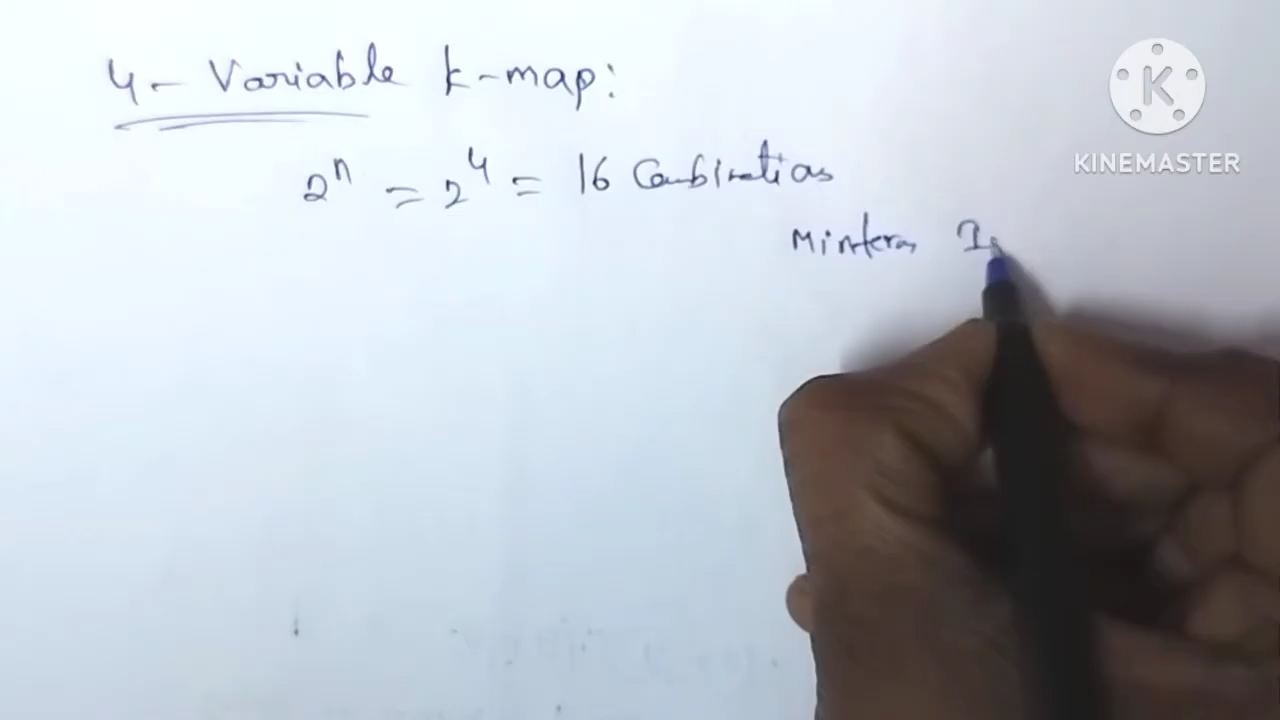 4- Variable k-map:
2^n = 2^4 = 16 Combinations
Minterm
K
KINEMASTER